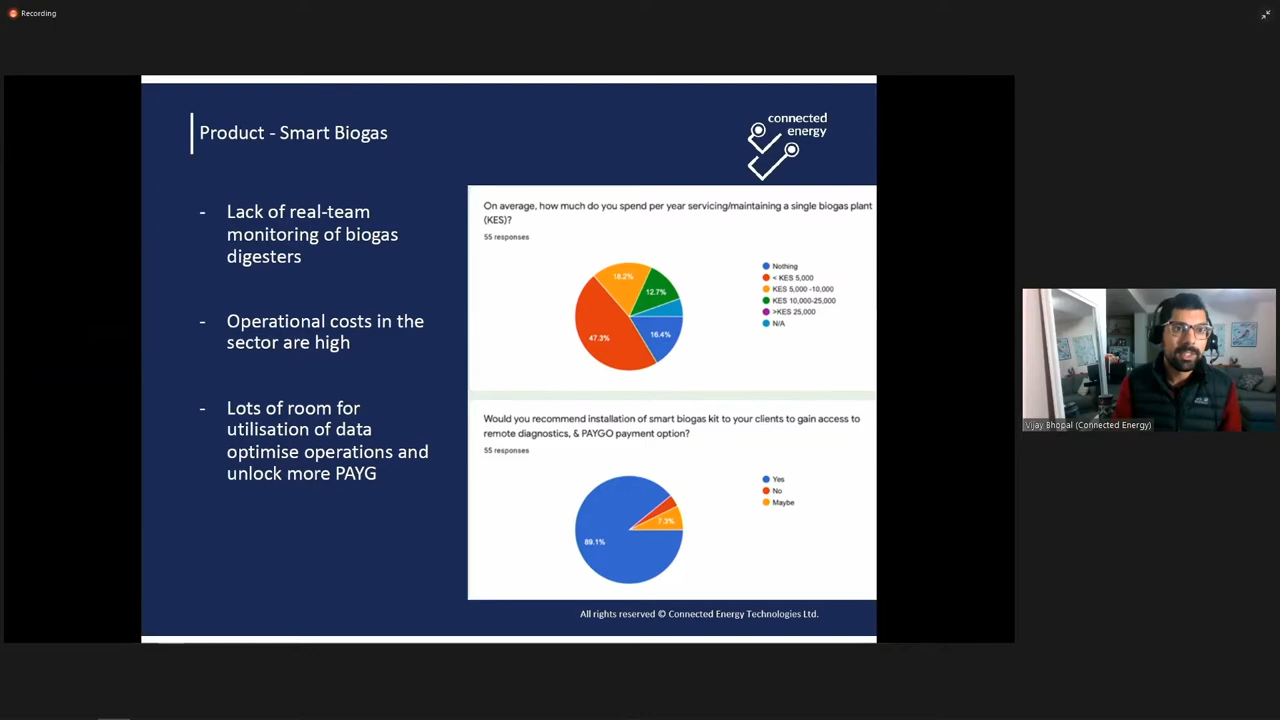 Recording
Product - Smart Biogas
connected
energy
- Lack of real-team
monitoring of biogas
digesters
- Operational costs in the
sector are high
- Lots of room for
utilisation of data
optimise operations and
unlock more PAYG
On average, how much do you spend per year servicing/maintaining a single biogas plant
(KES)?
55 responses
18.2%
12.7%
47.3%
16.4%
Nothing
< KES 5,000
KES 5,000 -10,000
KES 10,000-25,000
>KES 25,000
N/A
Would you recommend installation of smart biogas kit to your clients to gain access to
remote diagnostics, & PAYGO payment option?
55 responses
7.3%
89.1%
Yes
No
Maybe
All rights reserved © Connected Energy Technologies Ltd.
Vijay Bhopal (Connected Energy)